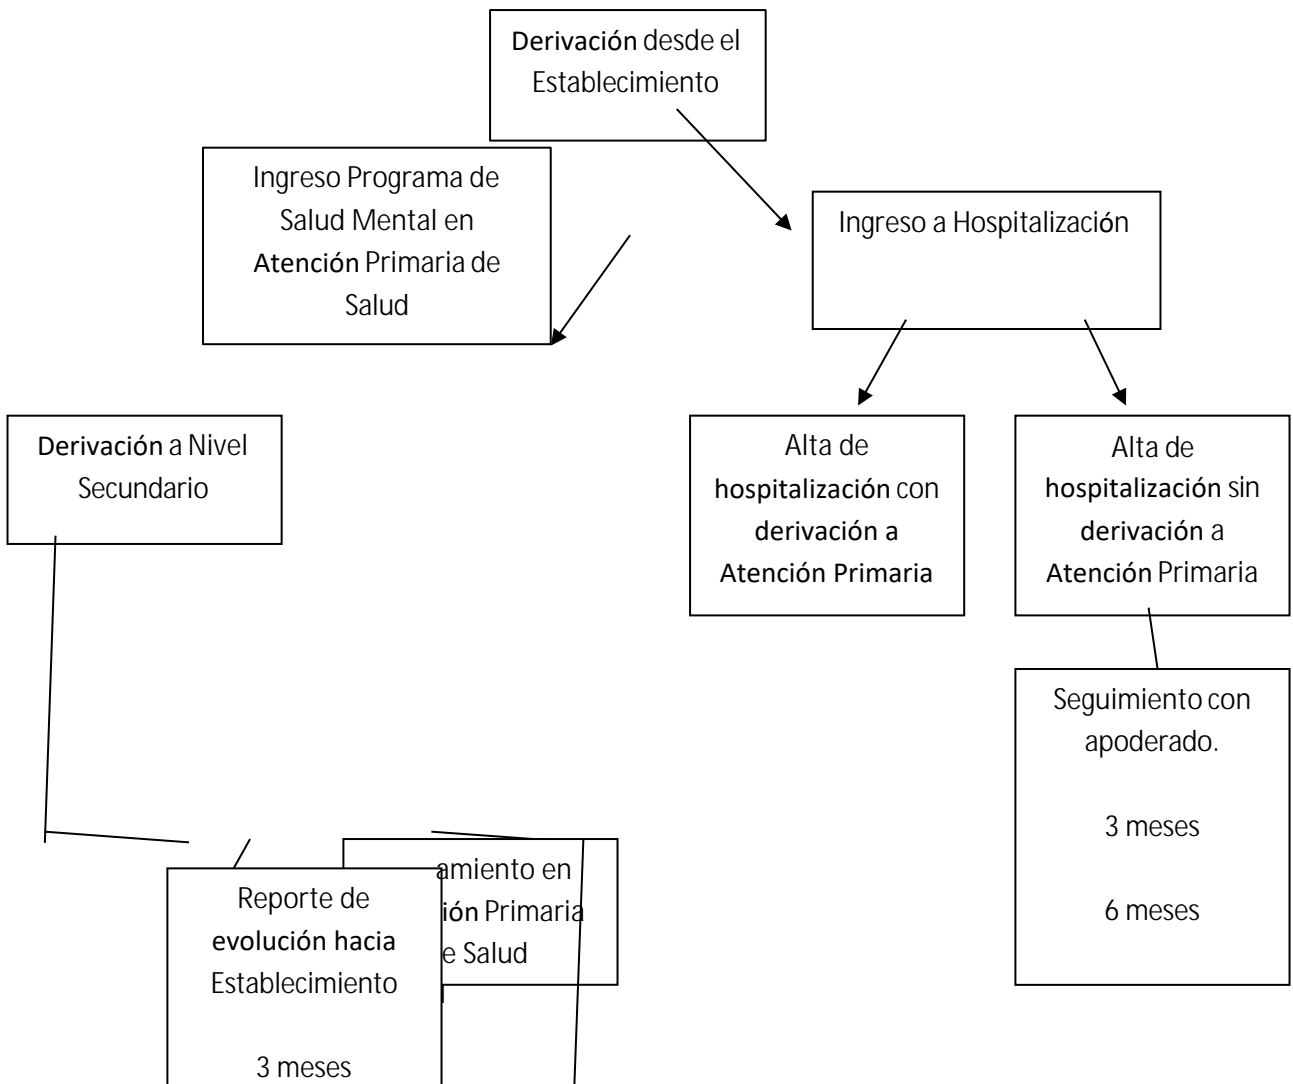 Derivación desde el
Establecimiento
Ingreso Programa de
Salud Mental en
Atención Primaria de
Salud
Ingreso a Hospitalización
Derivación a Nivel
Secundario
Alta de
hospitalización con
derivación a
Atención Primaria
Alta de
hospitalización sin
derivación a
Atención Primaria
Seguimiento con
apoderado.
3 meses
6 meses
amiento en
ión Primaria
e Salud
Reporte de
evolución hacia
Establecimiento
3 meses